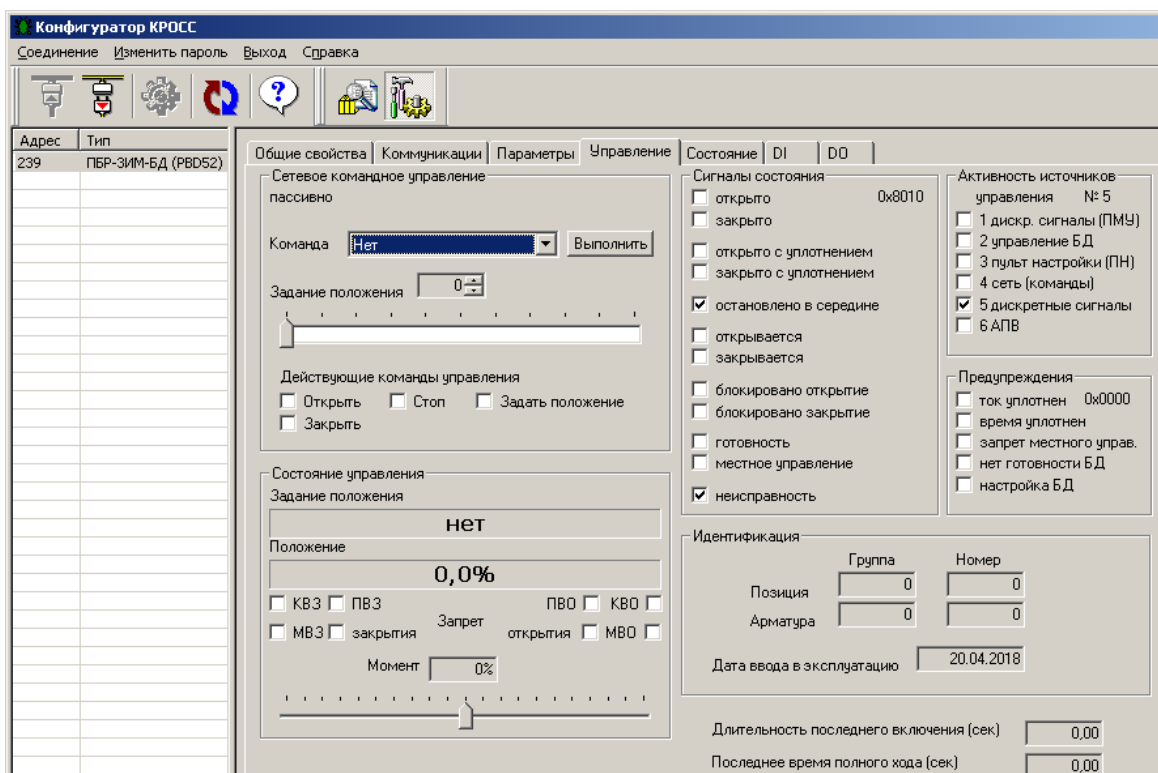 Конфигуратор КРОСС
Соединение Изменить пароль Выход Справка
Адрес Тип
239 ПБР-ЗИМ-БД (PBD52)
Общие свойства Коммуникации Параметры Управление Состояние DI DO
Сетевое командное управление
пассивно
Команда Нет Выполнить
Задание положения 0
Действующие команды управления
Открыть Стоп Задать положение
Закрыть
Состояние управления
Задание положения
нет
Положение
0,0%
КВЗ ПВЗ ПВО КВО
Запрет
МВЗ закрытия открытия МВО
Момент 0%
Сигналы состояния
открыто 0x8010
закрыто
открыто с уплотнением
закрыто с уплотнением
остановлено в середине
открывается
закрывается
блокировано открытие
блокировано закрытие
готовность
местное управление
неисправность
Активность источников
управления № 5
1 дискр. сигналы (ПМУ)
2 управление БД
3 пульт настройки (ПН)
4 сеть (команды)
5 дискретные сигналы
6 АПВ
Предупреждения
ток уплотнен 0x0000
время уплотнен
запрет местного управ.
нет готовности БД
настройка БД
Идентификация
Группа Номер
Позиция 0 0
Арматура 0 0
Дата ввода в эксплуатацию 20.04.2018
Длительность последнего включения (сек) 0,00
Последнее время полного хода (сек) 0,00